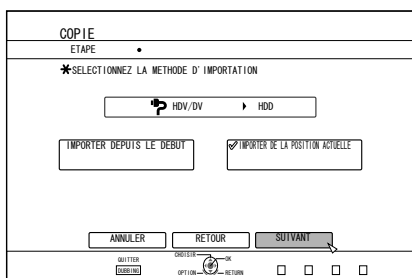 COPIE
ETAPE
SELECTIONNEZ LA METHODE D'IMPORTATION
HDV/DV HDD
IMPORTER DEPUIS LE DEBUT
IMPORTER DE LA POSITION ACTUELLE
ANNULER RETOUR SUIVANT
QUITTER
DUBBING
CHOISIR OK
OPTION RETURN